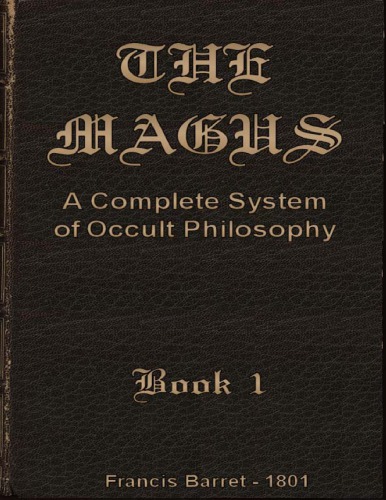 THE
MAGUS
A Complete System
of Occult Philosophy
Book 1
Francis Barret - 1801